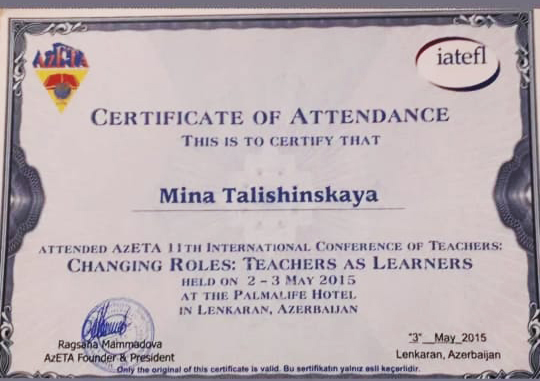 AZETA
iatefl
CERTIFICATE OF ATTENDANCE
THIS IS TO CERTIFY THAT
Mina Talishinskaya
ATTENDED AZETA 11TH INTERNATIONAL CONFERENCE OF TEACHERS:
CHANGING ROLES: TEACHERS AS LEARNERS
HELD ON 2 – 3 MAY 2015
AT THE PALMALIFE HOTEL
IN LENKARAN, AZERBAIJAN
Ragsana Mammadova
AzETA Founder & President
"3" May 2015
Lenkaran, Azerbaijan
Only the original of this certificate is valid. Bu sertifikatın yalnız əsli keçərlidir.